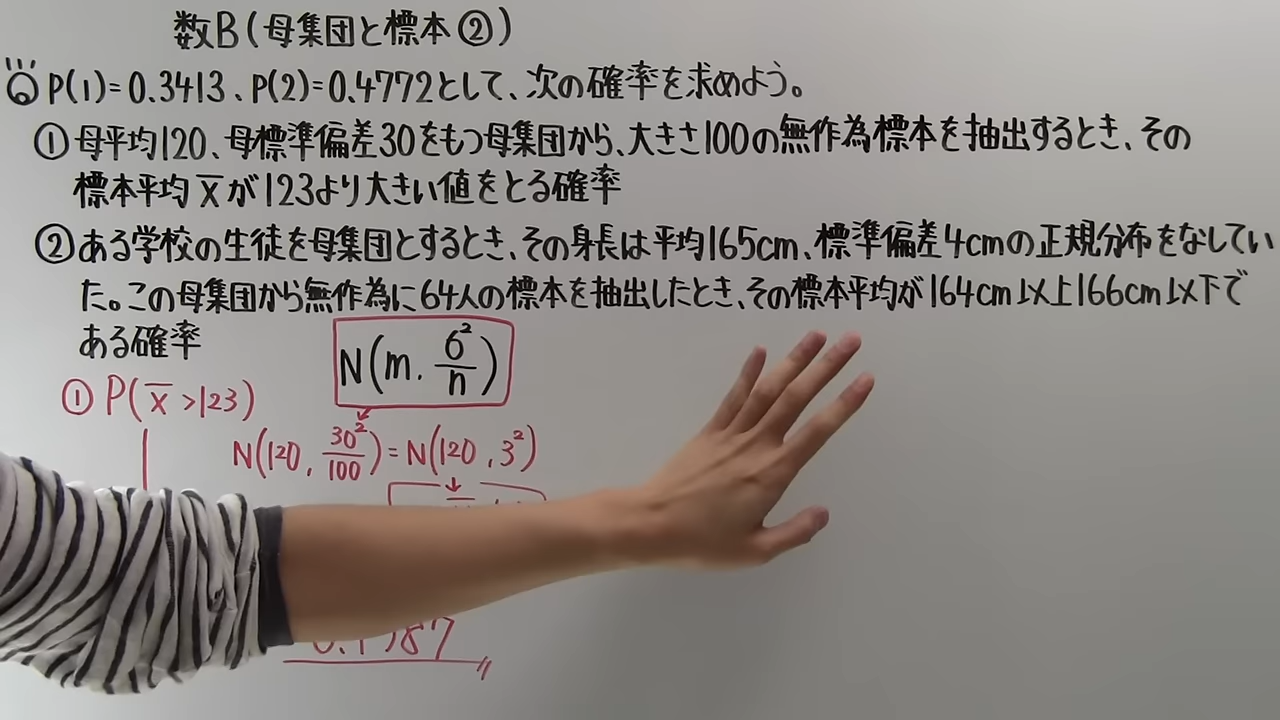 数B(母集団と標本②)
P(1)=0.3413、P(2)=0.4772として、次の確率を求めよう。
①母平均120、母標準偏差30をもつ母集団から、大きさ100の無作為標本を抽出するとき、その
標本平均X̄が123より大きい値をとる確率
②ある学校の生徒を母集団とするとき、その身長は平均165cm、標準偏差4cmの正規分布をなしてい
た。この母集団から無作為に64人の標本を抽出したとき、その標本平均が164cm以上166cm以下で
ある確率
N(m, σ²/n)
①P(X̄>123)
N(120, 30²/100)=N(120, 3²)
0.1587